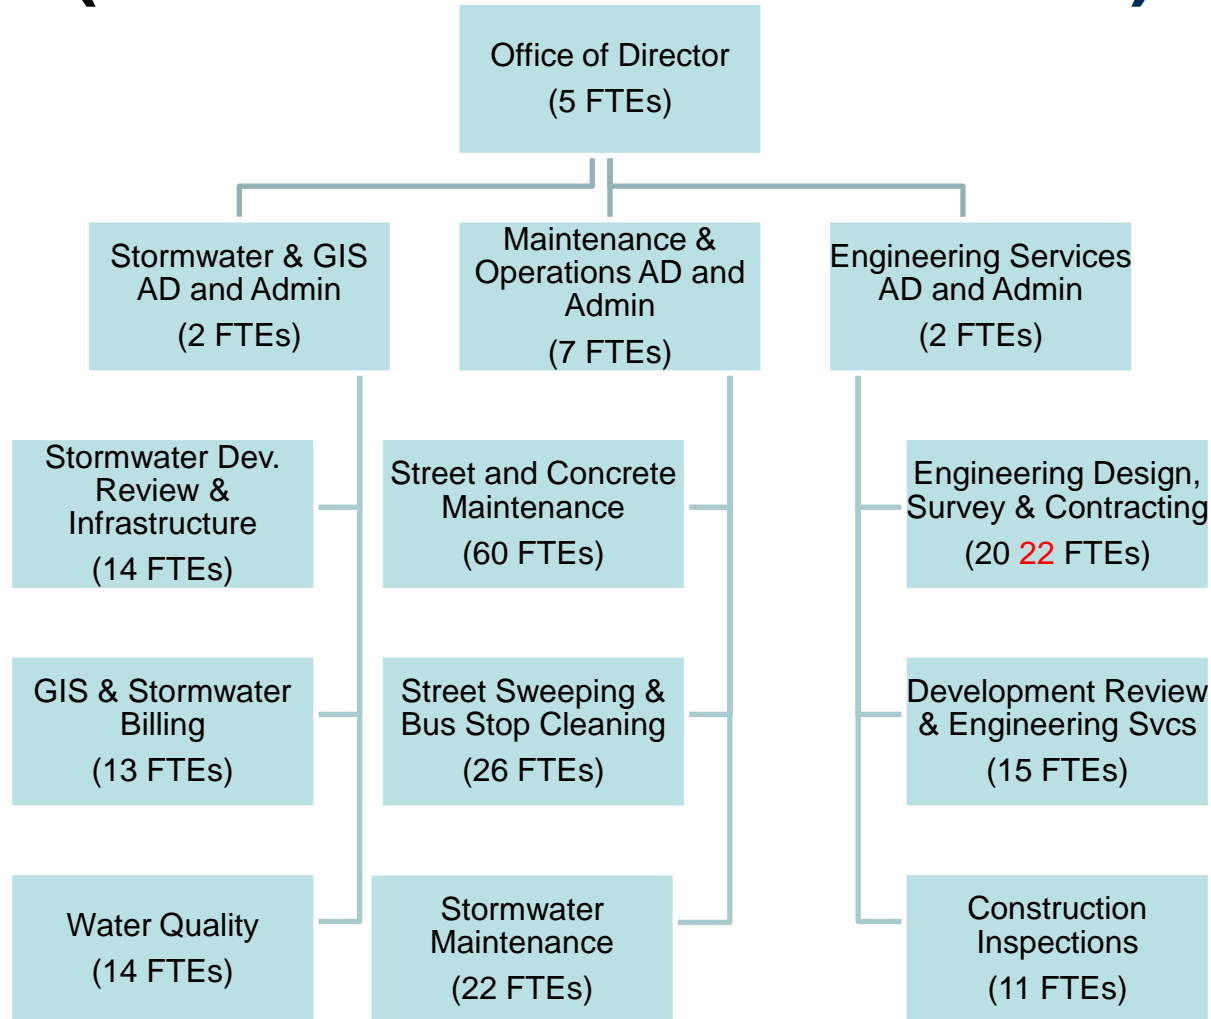 Office of Director
(5 FTEs)
Stormwater & GIS
AD and Admin
(2 FTEs)
Maintenance &
Operations AD and
Admin
(7 FTEs)
Engineering Services
AD and Admin
(2 FTEs)
Stormwater Dev.
Review &
Infrastructure
(14 FTEs)
Street and Concrete
Maintenance
(60 FTEs)
Engineering Design,
Survey & Contracting
(20 22 FTEs)
GIS & Stormwater
Billing
(13 FTEs)
Street Sweeping &
Bus Stop Cleaning
(26 FTEs)
Development Review
& Engineering Svcs
(15 FTEs)
Water Quality
(14 FTEs)
Stormwater
Maintenance
(22 FTEs)
Construction
Inspections
(11 FTEs)